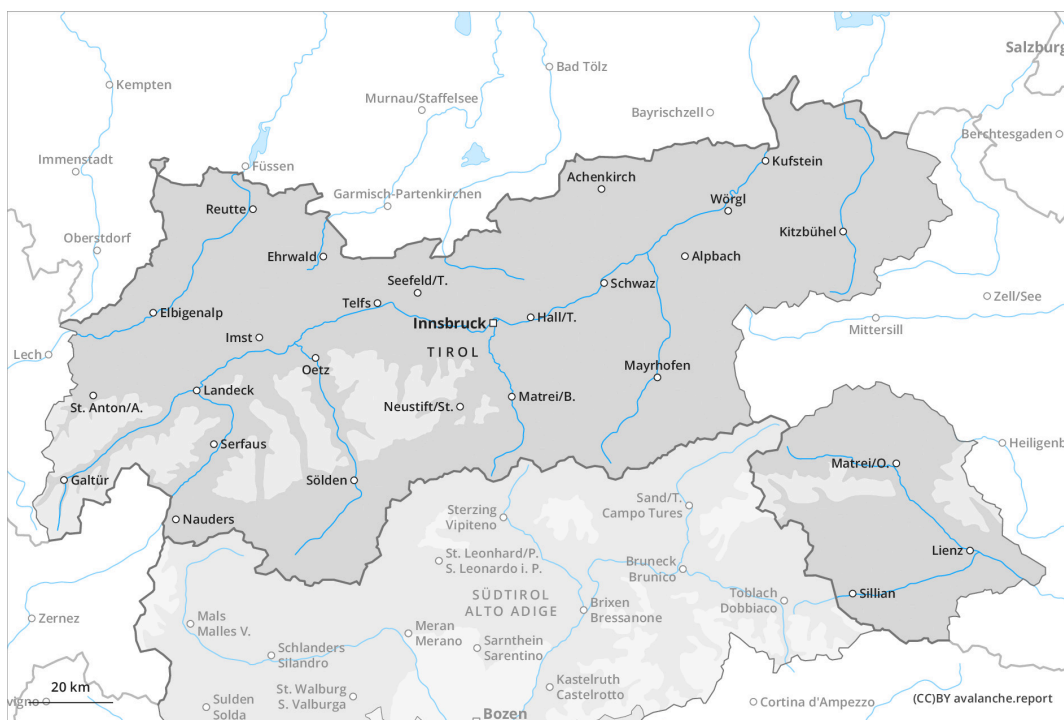 Salzburg
Bad Tölz
Kempten
Murnau/Staffelsee
Bayrischzell
Berchtesgaden
Immenstadt
Füssen
Kufstein
Achenkirch
Garmisch-Partenkirchen
Reutte
Wörgl
Kitzbühel
Oberstdorf
Ehrwald
Alpbach
Seefeld/T.
Schwaz
Zell/See
Telfs
Elbigenalp
Innsbruck
Hall/T.
Mittersill
Imst
Lech
TIROL
Oetz
Mayrhofen
Landeck
St. Anton/A.
Neustift/St.
Matrei/B.
Serfaus
Heiligenb
Matrei/O.
Galtür
Sölden
Sand/T.
Campo Tures
Sterzing
Vipiteno
Nauders
Lienz
St. Leonhard/P.
S. Leonardo i. P.
Bruneck
Brunico
SÜDTIROL
ALTO ADIGE
Toblach
Dobbiaco
Sillian
Brixen
Bressanone
Zernez
Mals
Malles V.
Meran
Merano
Sarnthein
Sarentino
Schlanders
Silandro
20 km
Kastelruth
Castelrotto
St. Walburg
S. Valburga
vigno
Sulden
Solda
Cortina d'Ampezzo
(CC)BY avalanche.report
Bozen